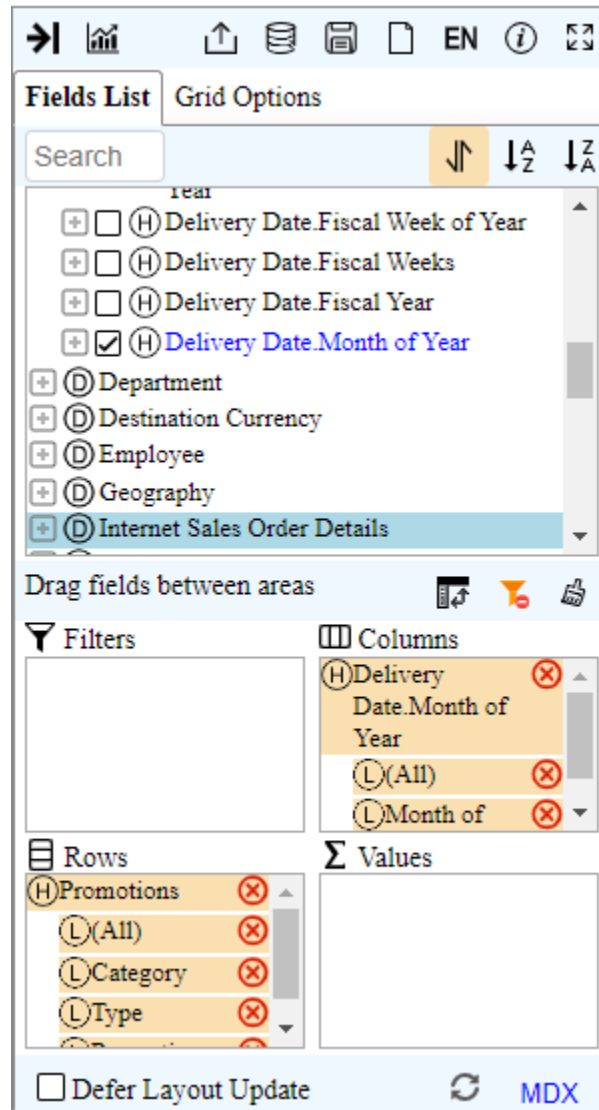 EN
Fields List Grid Options
Search
Year
H Delivery Date.Fiscal Week of Year
H Delivery Date.Fiscal Weeks
H Delivery Date.Fiscal Year
H Delivery Date.Month of Year
D Department
D Destination Currency
D Employee
D Geography
D Internet Sales Order Details
Drag fields between areas
Filters
Columns
H Delivery
Date.Month of
Year
L (All)
L Month of
Rows
H Promotions
L (All)
L Category
L Type
Σ Values
Defer Layout Update
MDX